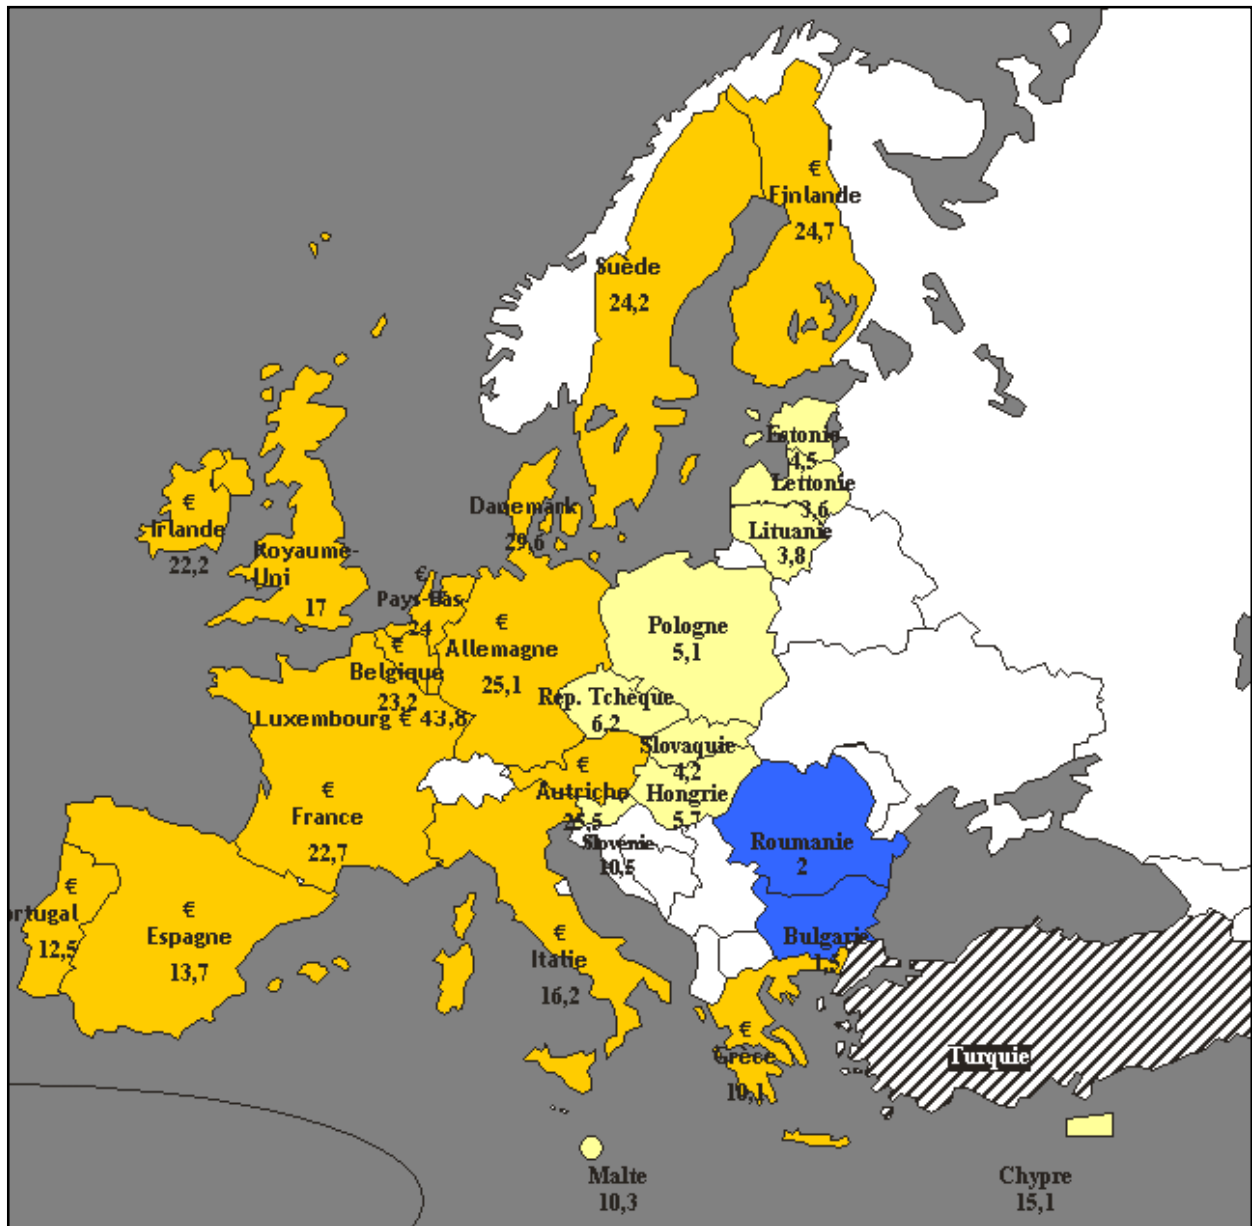 €
Finlande
24,7
Suède
24,2
Estonie
4,5
Lettonie
3,6
Lituanie
3,8
€
Irlande
22,2
Danemark
29,6
Royaume-
Uni
17
€
Pays-Bas
24
€
Allemagne
25,1
€
Belgique
23,2
Luxembourg € 43,8
Pologne
5,1
Rép. Tchèque
6,2
Slovaquie
4,2
Hongrie
5,7
€
Autriche
25,5
€
France
22,7
Slovénie
10,5
Roumanie
2
Bulgarie
1,5
€
ortugal
12,5
€
Espagne
13,7
€
Italie
16,2
€
Grèce
10,1
Turquie
Malte
10,3
Chypre
15,1